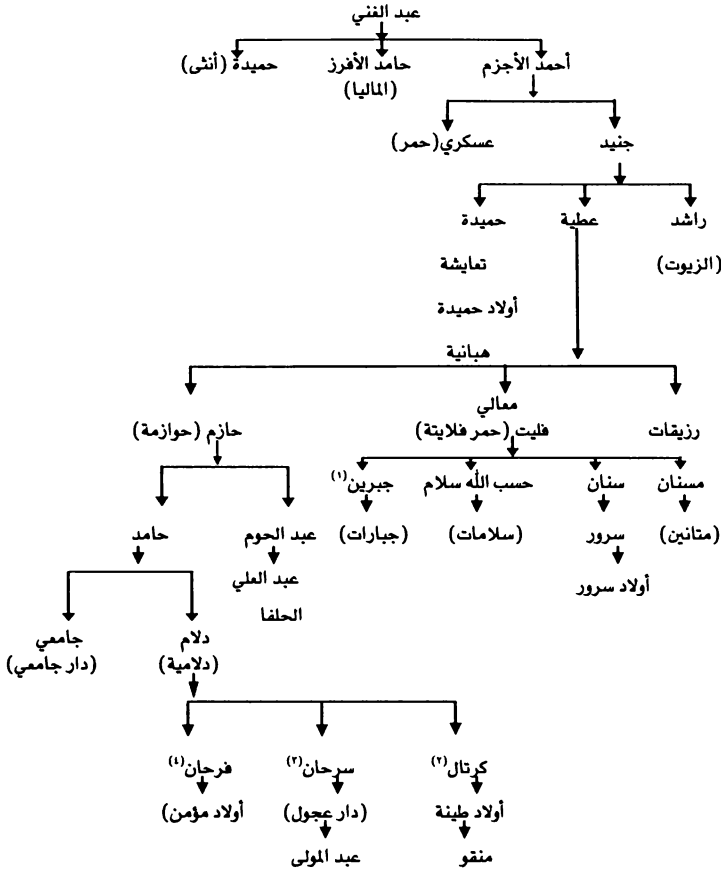 عبد الفني
أحمد الأجزم حامد الأفرز حميدة (أنثى)
(الماليا)
جنيد عسكري (حمر)
راشد عطية حميدة
(الزيوت) تعايشة
أولاد حميدة
هبانية
معالي
رزيقات فليت (حمر فلايتة) حازم (حوازمة)
مسنان سنان حسب الله سلام جبرين(١)
(متانين) سرور (سلامات) (جبارات) عبد الحوم حامد
أولاد سرور عبد العلي
الحلفا
دلام جامعي
(دلامية) (دار جامعي)
كرتال(٢) سرحان(٣) فرحان(٤)
أولاد طينة (دار عجول) (أولاد مؤمن)
منقو عبد المولى